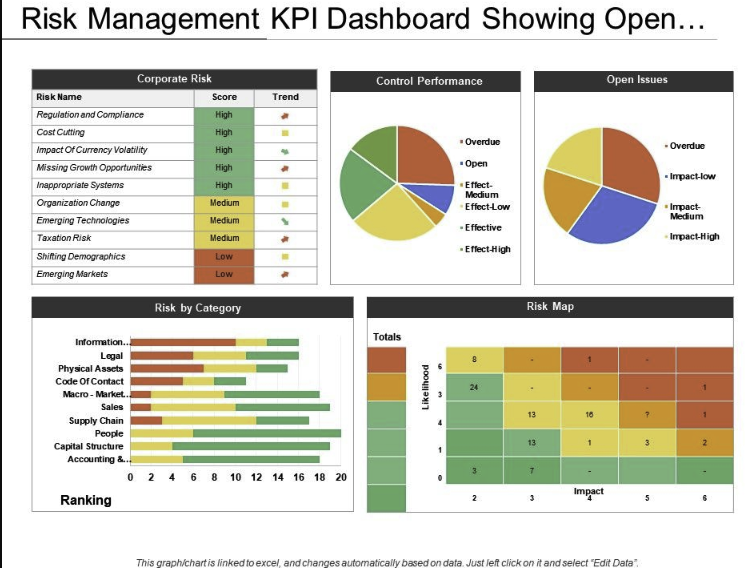 Risk Management KPI Dashboard Showing Open…
Corporate Risk
Risk Name Score Trend
Regulation and Compliance High
Cost Cutting High
Impact Of Currency Volatility High
Missing Growth Opportunities High
Inappropriate Systems High
Organization Change Medium
Emerging Technologies Medium
Taxation Risk Medium
Shifting Demographics Low
Emerging Markets Low
Control Performance
Overdue
Open
Effect-
Medium
Effect-Low
Effective
Effect-High
Open Issues
Overdue
Impact-low
Impact-
Medium
Impact-High
Risk by Category
Information…
Legal
Physical Assets
Code Of Contact
Macro - Market…
Sales
Supply Chain
People
Capital Structure
Accounting &…
0 2 4 6 8 10 12 14 16 18 20
Ranking
Risk Map
Totals
Likelihood
6 8 - 1 -
3 24 - - - 1
4 13 16 ? 1
1 13 1 3 2
0 3 7 - -
Impact
2 3 4 5 6
This graph/chart is linked to excel, and changes automatically based on data. Just left click on it and select “Edit Data”.